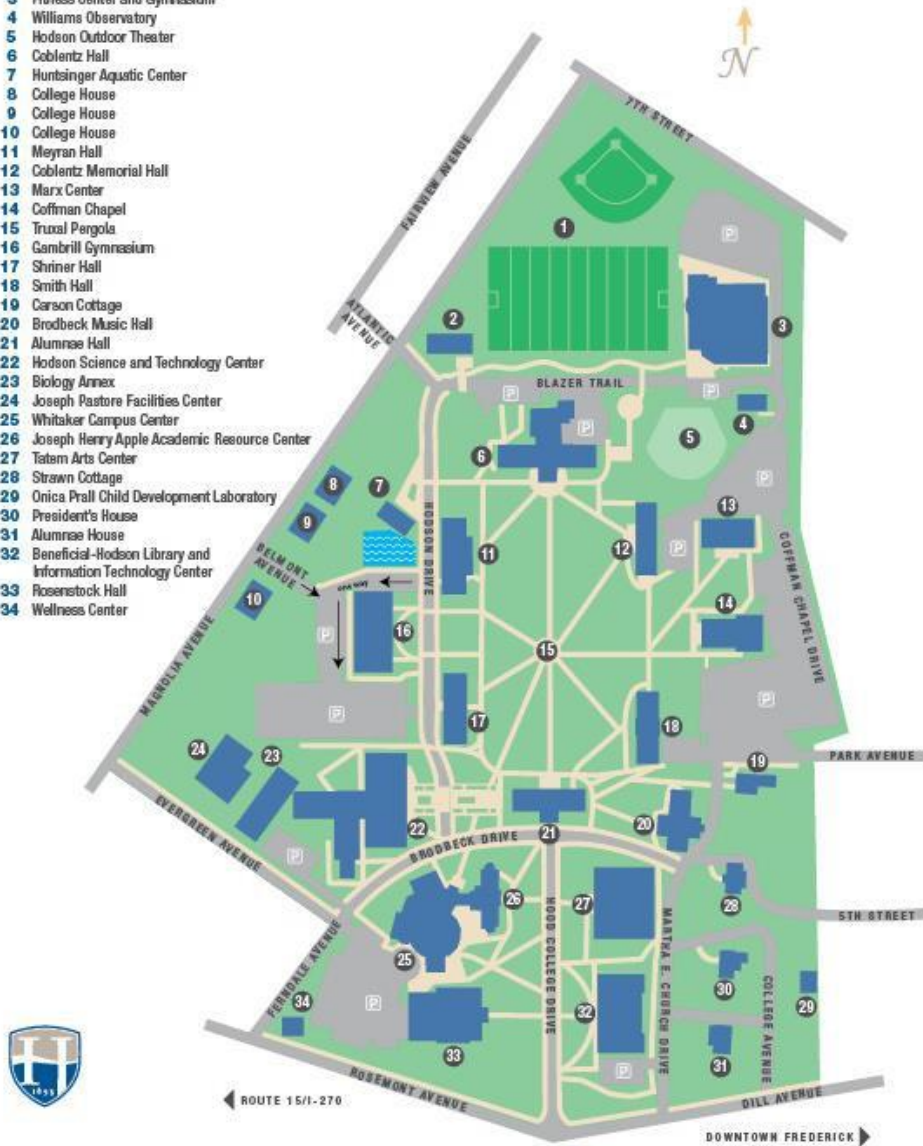 3 Fitness Center and Gymnasium
4 Williams Observatory
5 Hodson Outdoor Theater
6 Coblentz Hall
7 Huntsinger Aquatic Center
8 College House
9 College House
10 College House
11 Meyran Hall
12 Coblentz Memorial Hall
13 Marx Center
14 Coffman Chapel
15 Truxal Pergola
16 Gambrill Gymnasium
17 Shriner Hall
18 Smith Hall
19 Carson Cottage
20 Brodbeck Music Hall
21 Alumnae Hall
22 Hodson Science and Technology Center
23 Biology Annex
24 Joseph Pastore Facilities Center
25 Whitaker Campus Center
26 Joseph Henry Apple Academic Resource Center
27 Tatem Arts Center
28 Strawn Cottage
29 Onica Prall Child Development Laboratory
30 President's House
31 Alumnae House
32 Beneficial-Hodson Library and
Information Technology Center
33 Rosenstock Hall
34 Wellness Center
N
7TH STREET
FAIRVIEW AVENUE
1
P
ATLANTIC
AVENUE
2
3
BLAZER TRAIL
P
P
P
4
5
6
P
8
7
9
HODSON DRIVE
11
12
13
P
COFFMAN CHAPEL DRIVE
BELMONT
AVENUE
one way
10
14
P
16
15
MAGNOLIA AVENUE
P
P
17
18
24
23
19
PARK AVENUE
EVERGREEN AVENUE
22
20
21
BRODBECK DRIVE
P
26
27
28
HOOD COLLEGE DRIVE
MARTHA E. CHURCH DRIVE
5TH STREET
FERNDALE AVENUE
25
30
COLLEGE AVENUE
29
34
P
32
33
31
P
H
1893
ROSEMONT AVENUE
DILL AVENUE
ROUTE 15/I-270
DOWNTOWN FREDERICK